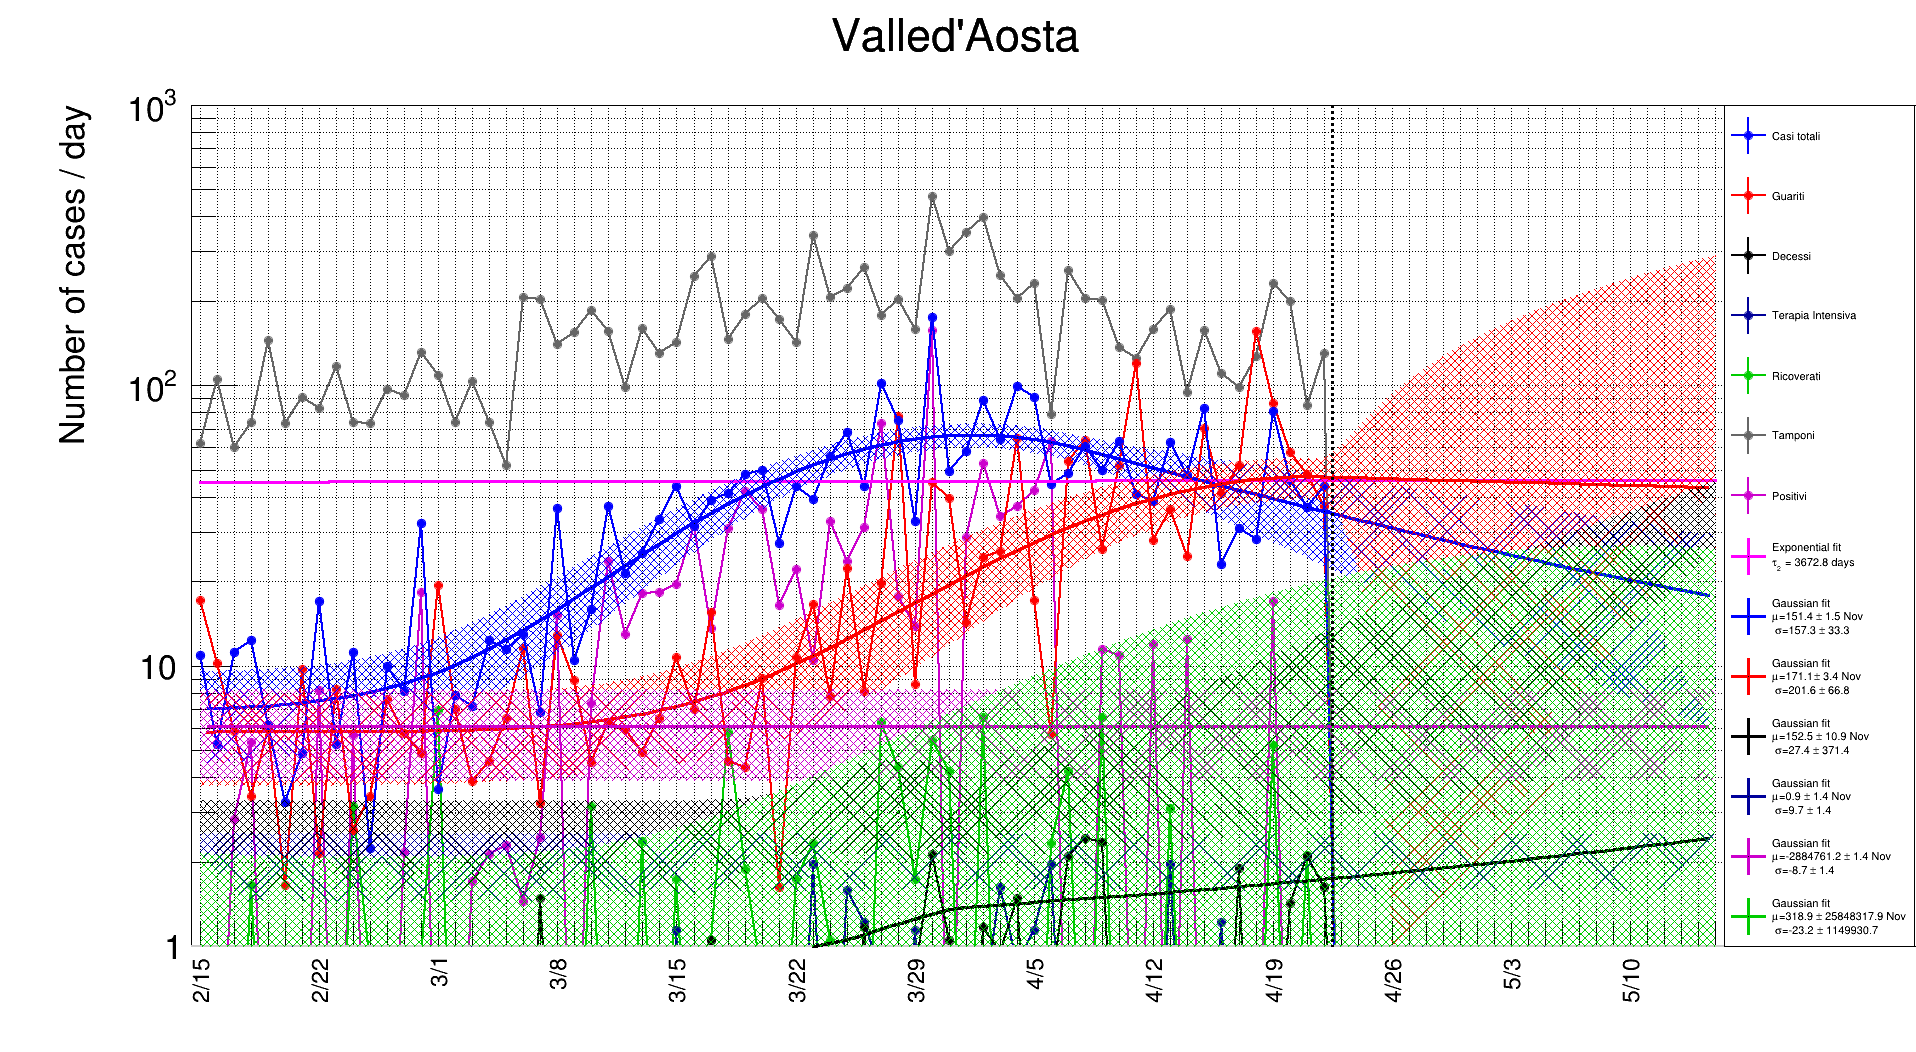 Valled'Aosta
Number of cases / day
10³
10²
10
1
2/15
2/22
3/1
3/8
3/15
3/22
3/29
4/5
4/12
4/19
4/26
5/3
5/10
Casi totali
Guariti
Decessi
Terapia Intensiva
Ricoverati
Tamponi
Positivi
Exponential fit
τ₂ = 3672.8 days
Gaussian fit
μ=151.4 ± 1.5 Nov
σ=157.3 ± 33.3
Gaussian fit
μ=171.1 ± 3.4 Nov
σ=201.6 ± 66.8
Gaussian fit
μ=152.5 ± 10.9 Nov
σ=27.4 ± 371.4
Gaussian fit
μ=0.9 ± 1.4 Nov
σ=9.7 ± 1.4
Gaussian fit
μ=-2884761.2 ± 1.4 Nov
σ=-8.7 ± 1.4
Gaussian fit
μ=318.9 ± 25848317.9 Nov
σ=-23.2 ± 1149930.7